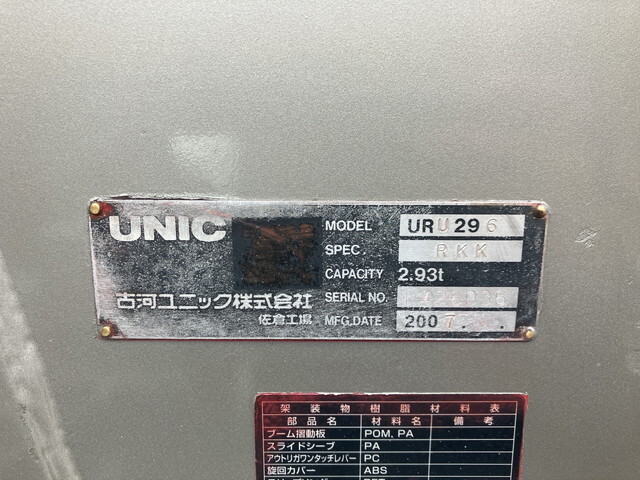 UNIC
MODEL URU296
SPEC. RKK
CAPACITY 2.93t
SERIAL NO.
MFG.DATE 2007.
古河ユニック株式会社
佐倉工場
架装物樹脂材料表
部品名 材料名 備考
ブーム摺動板 POM, PA
スライドシーブ PA
アウトリガワンタッチレバー PC
旋回カバー ABS